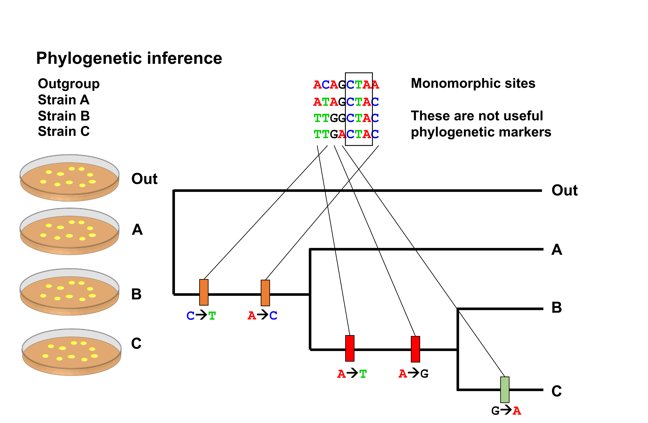 Phylogenetic inference
Outgroup
Strain A
Strain B
Strain C
ACAGCTAA
ATAGCTAC
TTGGCTAC
TTGACTAC
Monomorphic sites
These are not useful
phylogenetic markers
Out
A
B
C
Out
A
B
C
C→T
A→C
A→T
A→G
G→A